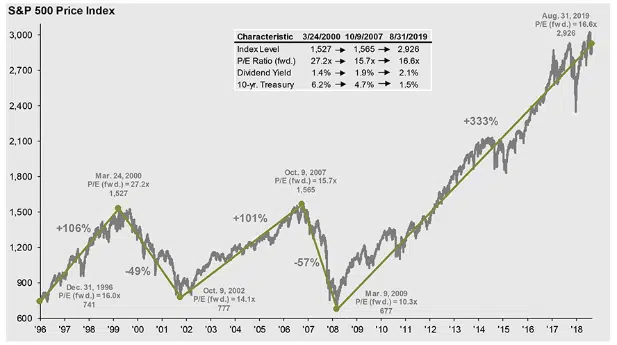 S&P 500 Price Index
Characteristic 3/24/2000 10/9/2007 8/31/2019
Index Level 1,527 → 1,565 → 2,926
P/E Ratio (fwd.) 27.2x → 15.7x → 16.6x
Dividend Yield 1.4% → 1.9% → 2.1%
10-yr. Treasury 6.2% → 4.7% → 1.5%
Aug. 31, 2019
P/E (fwd.) = 16.6x
2,926
3,000
2,700
2,400
2,100
1,800
1,500
1,200
900
600
+333%
Mar. 24, 2000
P/E (fwd.) = 27.2x
1,527
Oct. 9, 2007
P/E (fwd.) = 15.7x
1,565
+106%
-49%
+101%
-57%
Dec. 31, 1996
P/E (fwd.) = 16.0x
741
Oct. 9, 2002
P/E (fwd.) = 14.1x
777
Mar. 9, 2009
P/E (fwd.) = 10.3x
677
'96 '97 '98 '99 '00 '01 '02 '03 '04 '05 '06 '07 '08 '09 '10 '11 '12 '13 '14 '15 '16 '17 '18